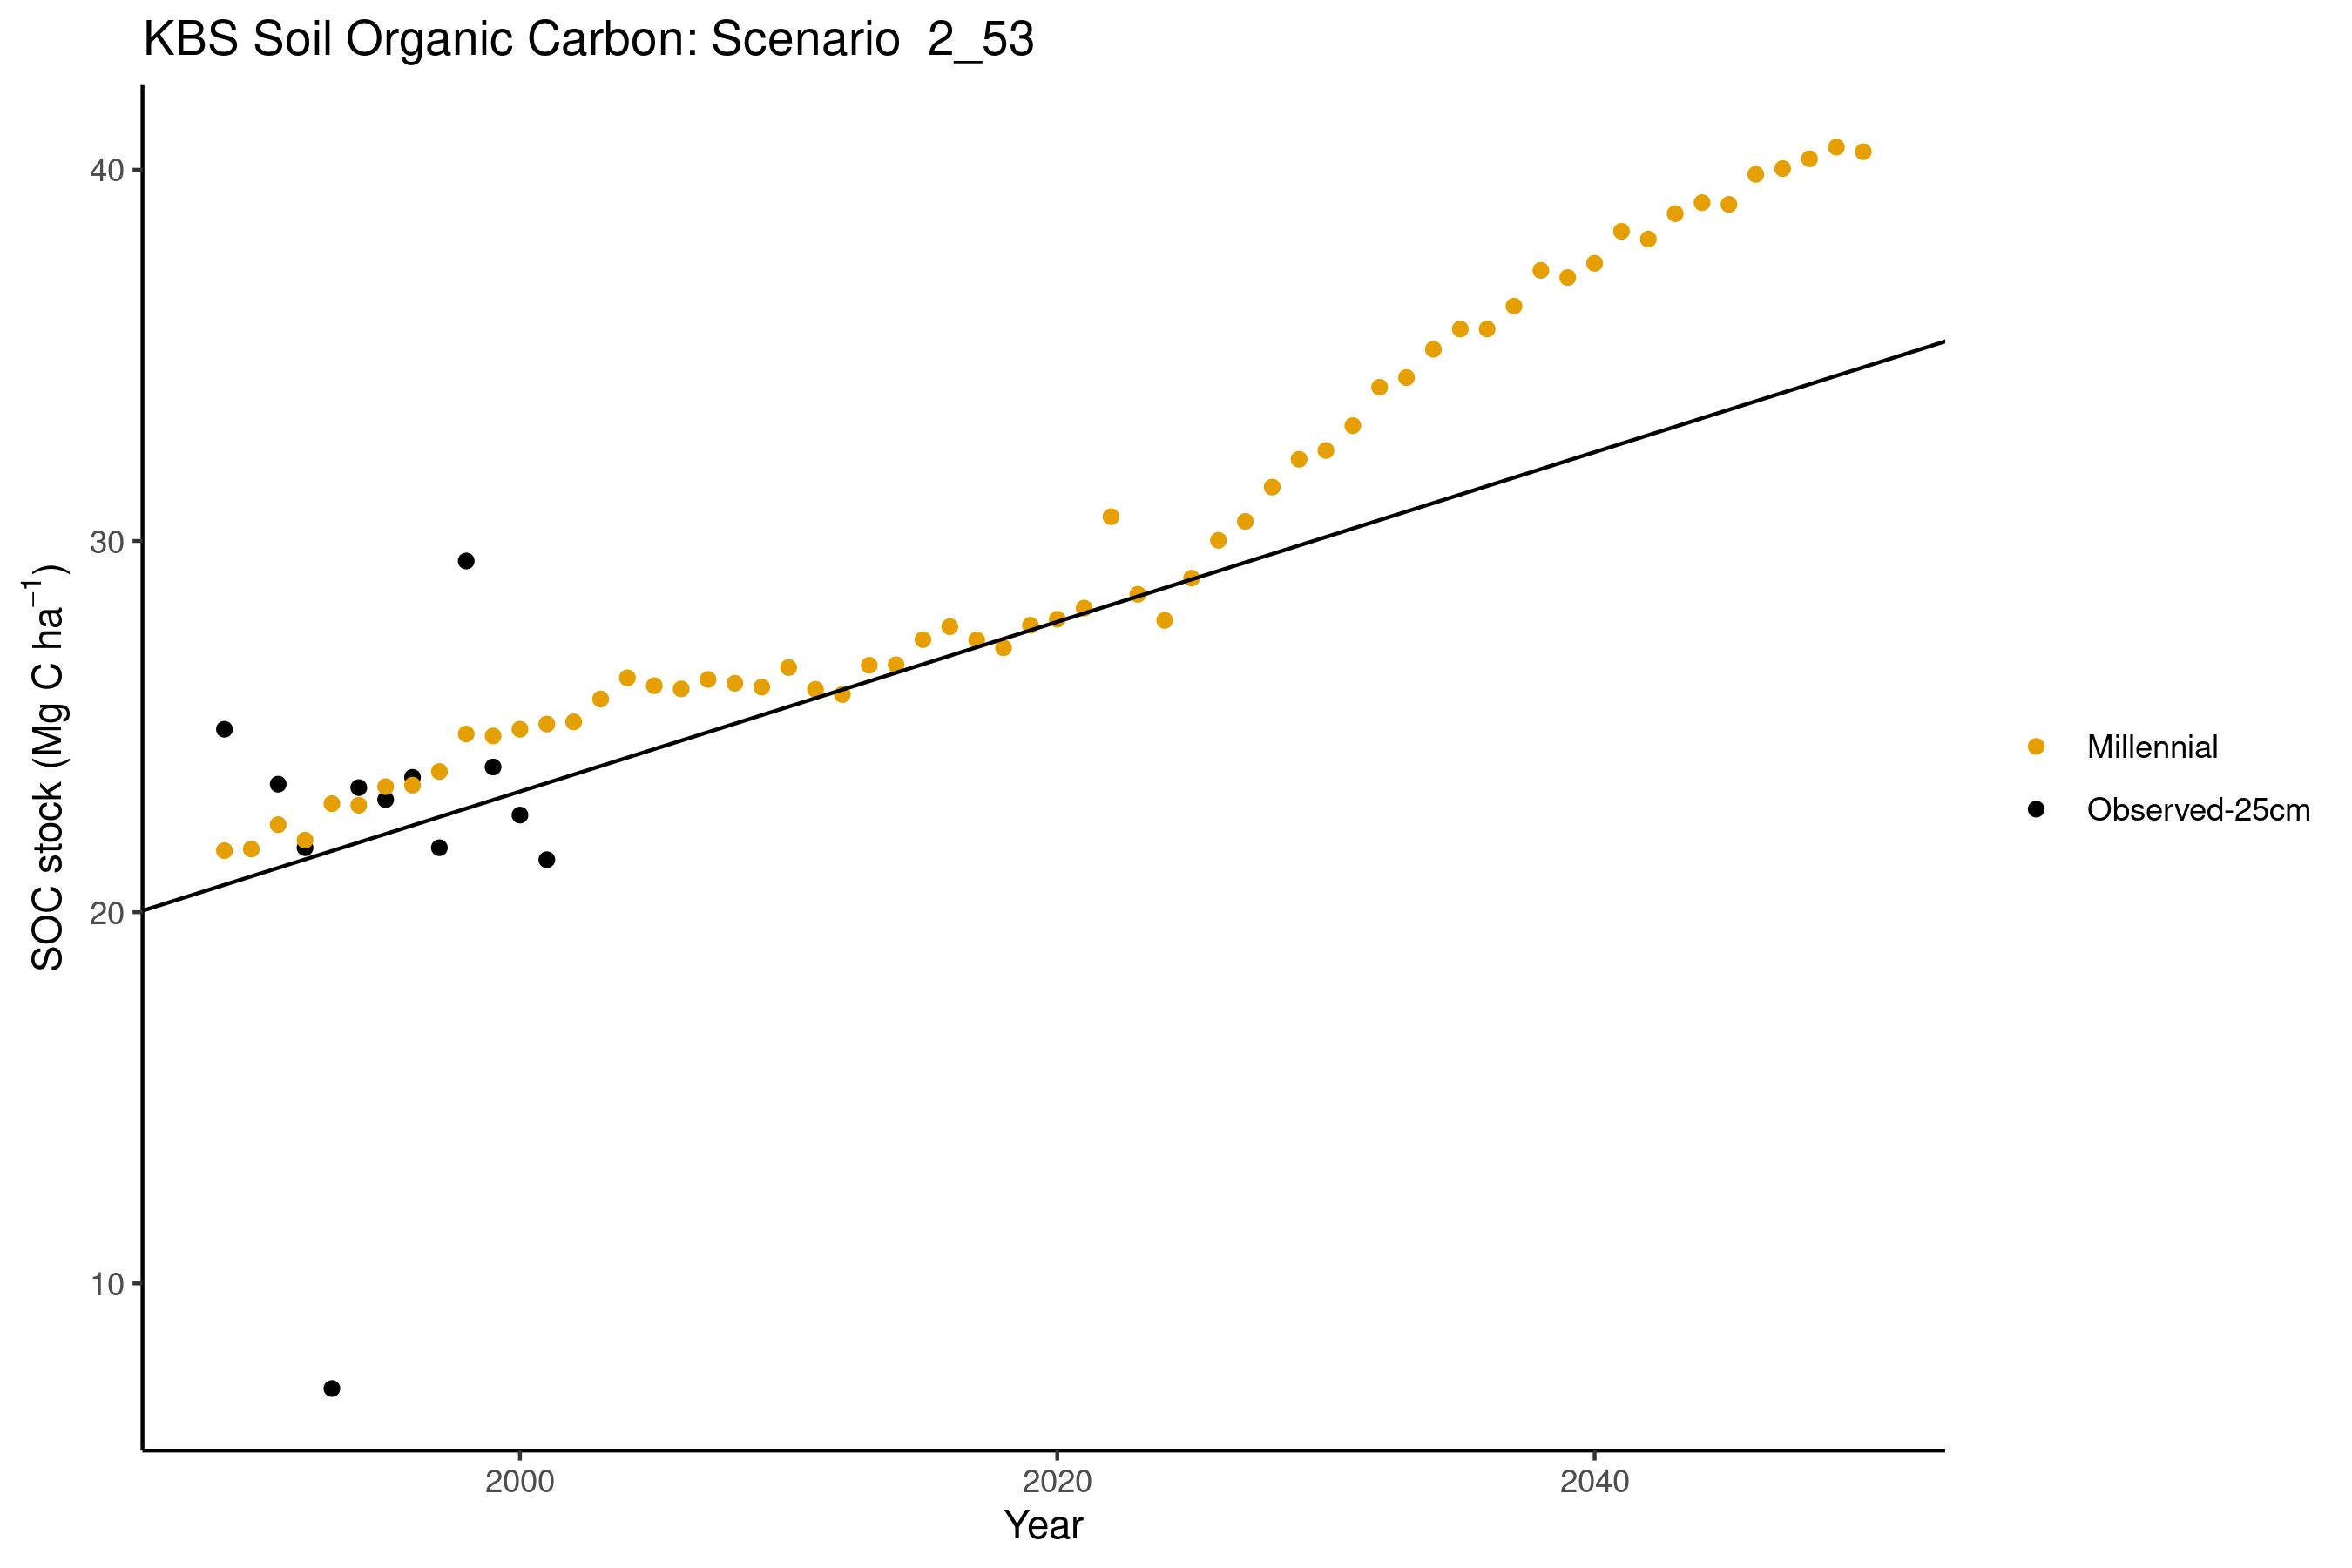 KBS Soil Organic Carbon: Scenario  2_53
SOC stock (Mg C ha⁻¹)
40
30
20
10
2000 2020 2040
Year
Millennial
Observed-25cm